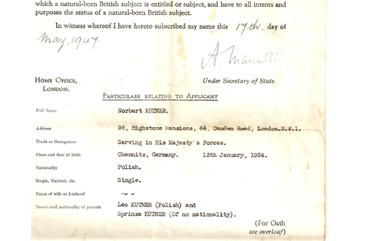 which a natural-born British subject is entitled or subject, and have to all intents and
purposes the status of a natural-born British subject.
In witness whereof I have hereto subscribed my name this 17th. day of
May, 1947.
HOME OFFICE,
LONDON.
Under Secretary of State.
PARTICULARS RELATING TO APPLICANT
Full Name Norbert KUTNER.
Address 26, Highstone Mansions, 84, Camden Road, London.N.W.1.
Trade or Occupation Serving in His Majesty's Forces.
Place and date of birth Chemnitz, Germany. 13th January, 1924.
Nationality Polish.
Single, Married, etc. Single.
Name of wife or husband - -
Names and nationality of parents Leo KUTNER (Polish) and
Sprinza KUTNER (Of no nationality).
(For Oath
see overleaf)